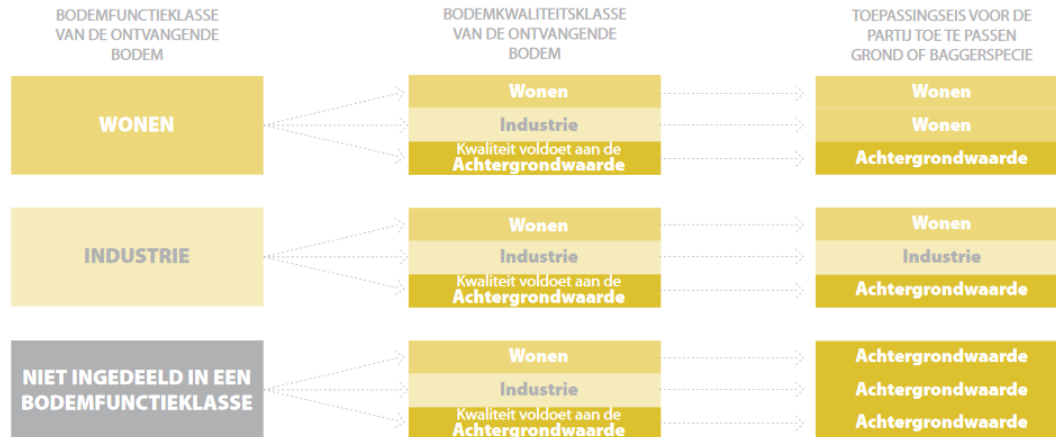 BODEMFUNCTIEKLASSE
VAN DE ONTVANGENDE
BODEM
BODEMKWALITEITSKLASSE
VAN DE ONTVANGENDE
BODEM
TOEPASSINGSEIS VOOR DE
PARTIJ TOE TE PASSEN
GROND OF BAGGERSPECIE
WONEN
Wonen
Industrie
Kwaliteit voldoet aan de
Achtergrondwaarde
Wonen
Wonen
Achtergrondwaarde
INDUSTRIE
Wonen
Industrie
Kwaliteit voldoet aan de
Achtergrondwaarde
Wonen
Industrie
Achtergrondwaarde
NIET INGEDEELD IN EEN
BODEMFUNCTIEKLASSE
Wonen
Industrie
Kwaliteit voldoet aan de
Achtergrondwaarde
Achtergrondwaarde
Achtergrondwaarde
Achtergrondwaarde